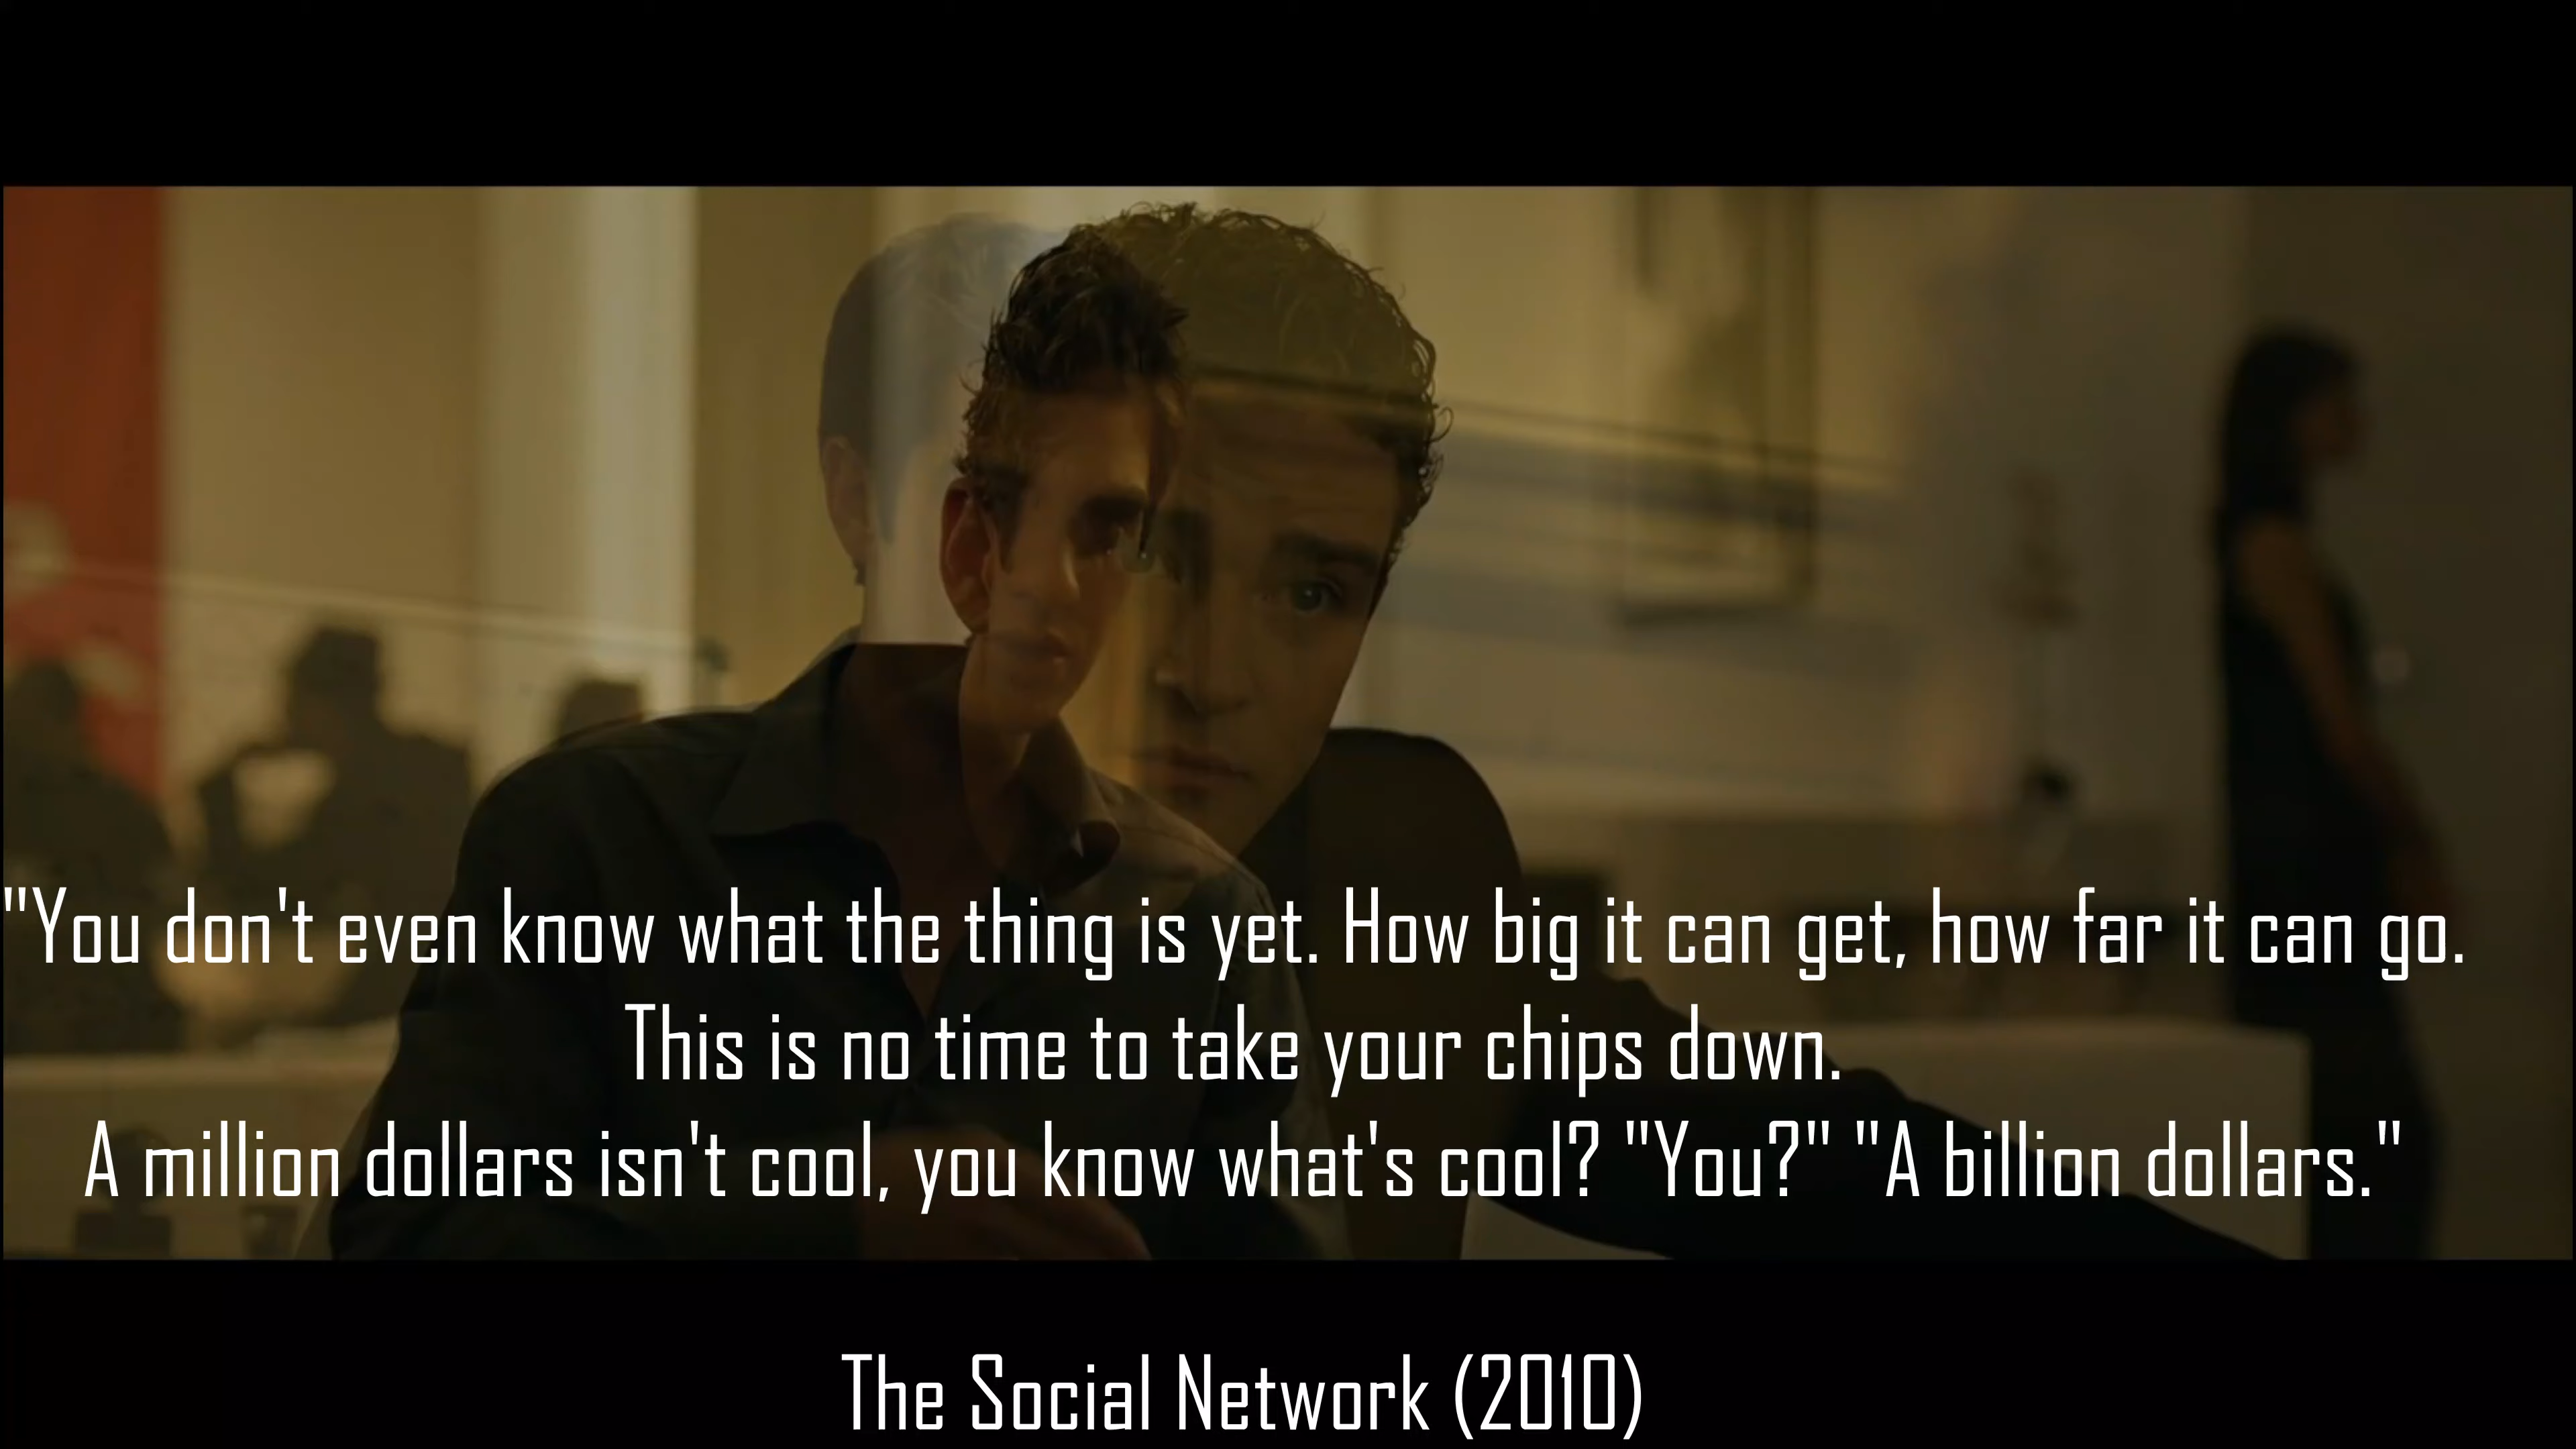 "You don't even know what the thing is yet. How big it can get, how far it can go.
This is no time to take your chips down.
A million dollars isn't cool, you know what's cool? "You?" "A billion dollars."
The Social Network (2010)